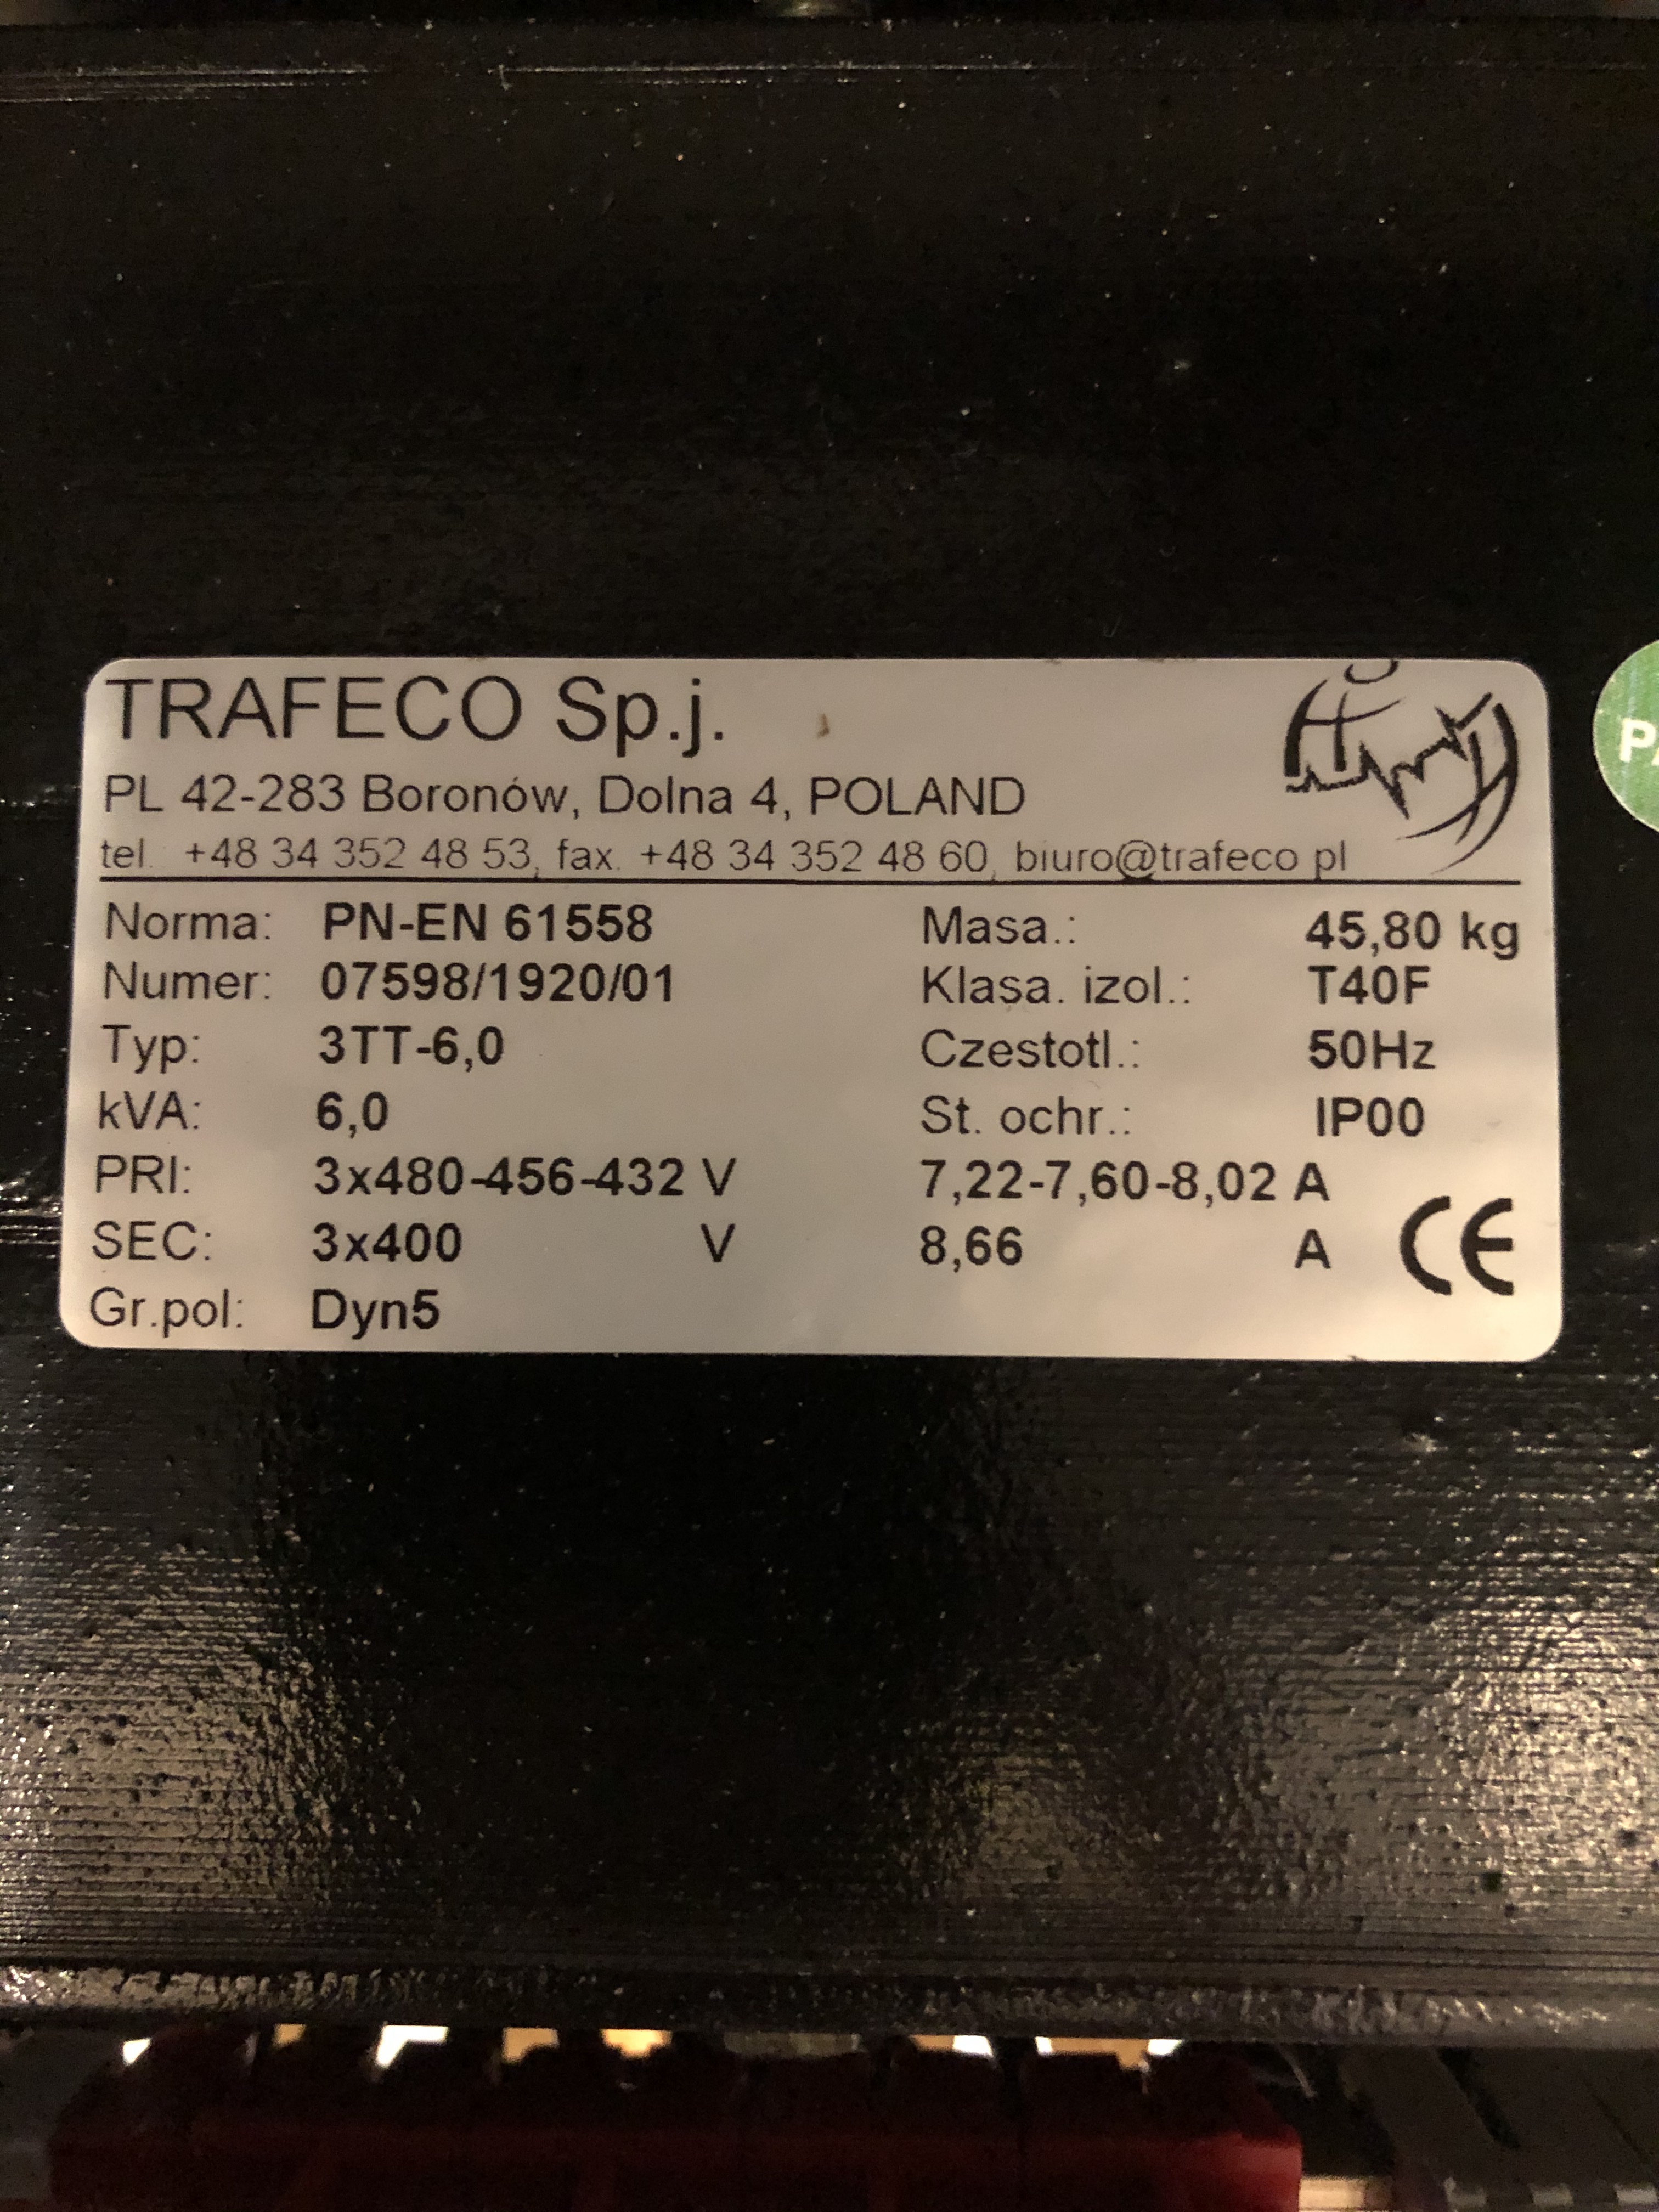 TRAFECO Sp.j.
PL 42-283 Boronów, Dolna 4, POLAND
tel. +48 34 352 48 53, fax. +48 34 352 48 60, biuro@trafeco.pl
Norma: PN-EN 61558 Masa.: 45,80 kg
Numer: 07598/1920/01 Klasa. izol.: T40F
Typ: 3TT-6,0 Czestotl.: 50Hz
kVA: 6,0 St. ochr.: IP00
PRI: 3x480-456-432 V 7,22-7,60-8,02 A
SEC: 3x400 V 8,66 A CE
Gr.pol: Dyn5